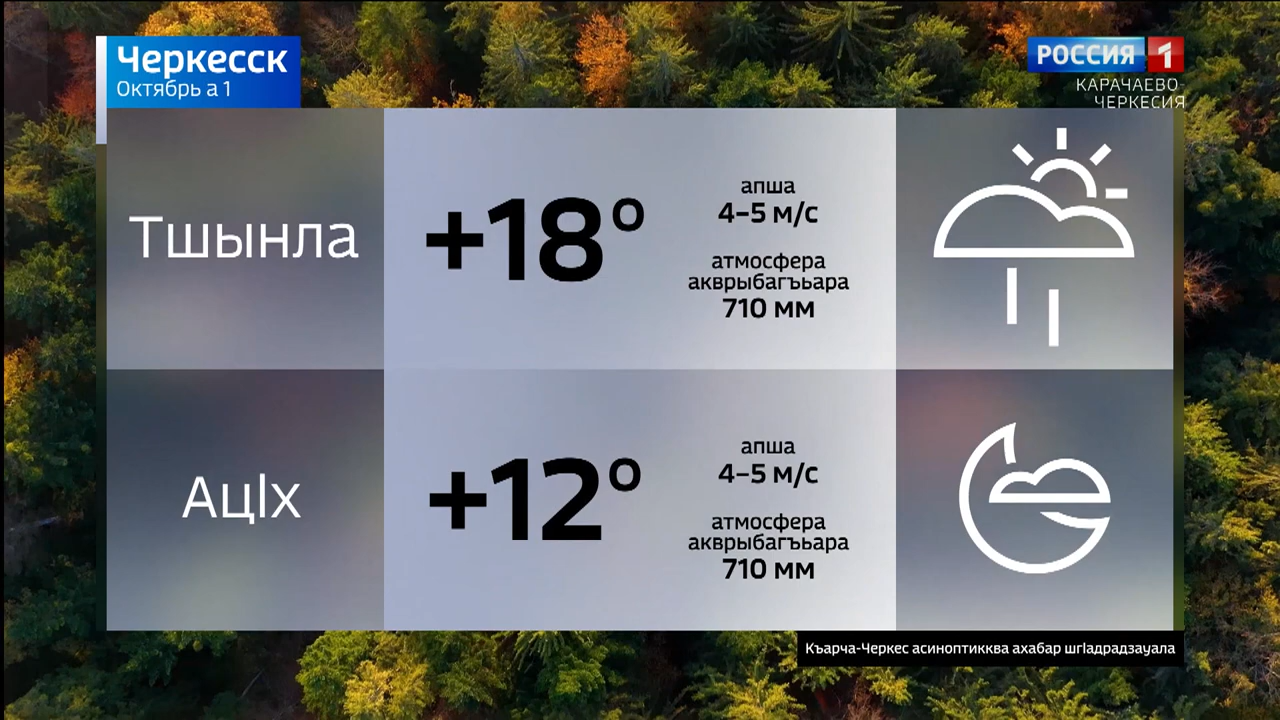 Черкесск
Октябрь а 1
РОССИЯ 1
КАРАЧАЕВО-
ЧЕРКЕСИЯ
Тшынла
+18°
апша
4–5 м/с
атмосфера
акврыбагъьара
710 мм
АцӀх
+12°
апша
4–5 м/с
атмосфера
акврыбагъьара
710 мм
Къарча-Черкес асиноптикква ахабар шгӀадрадзауала